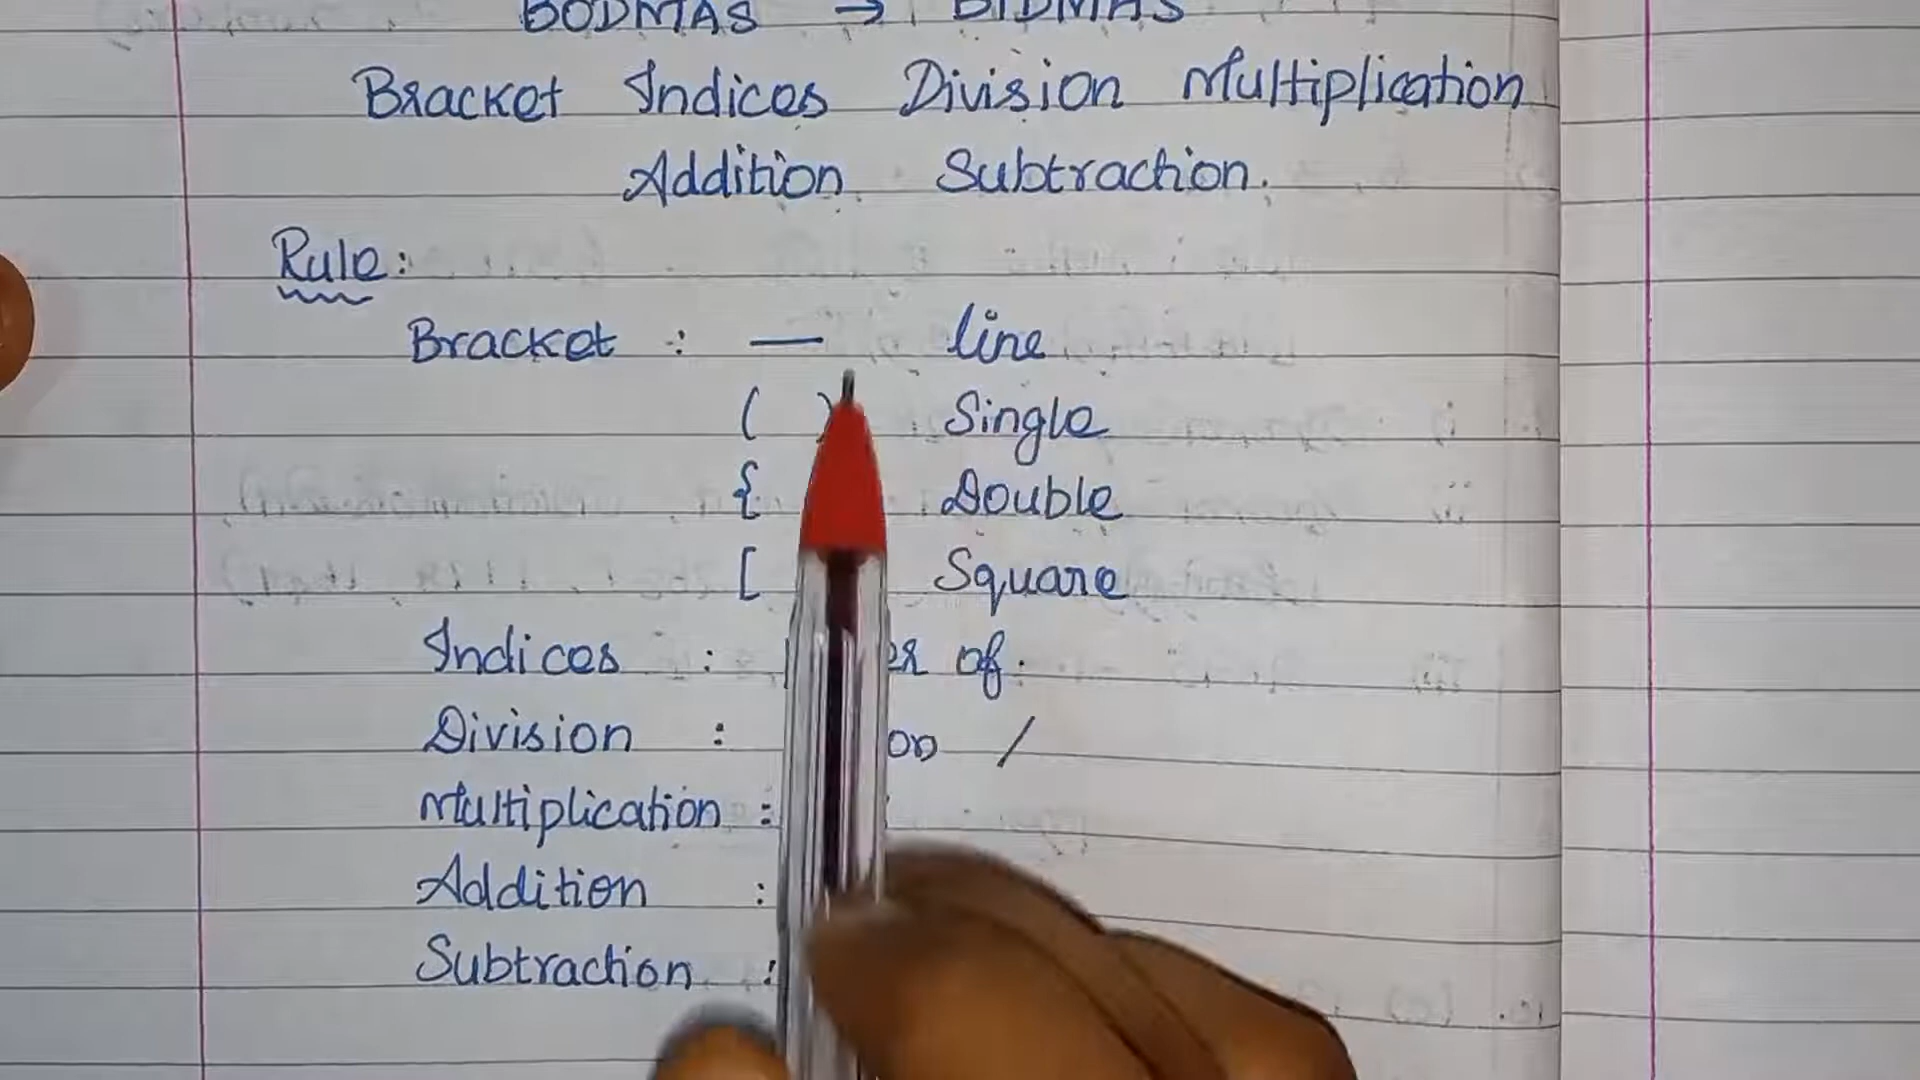 BODMAS → BIDMAS
Bracket Indices Division Multiplication
Addition Subtraction.
Rule:
Bracket : — line
( ) Single
{ Double
[ Square
Indices : of.
Division : /
Multiplication :
Addition :
Subtraction :